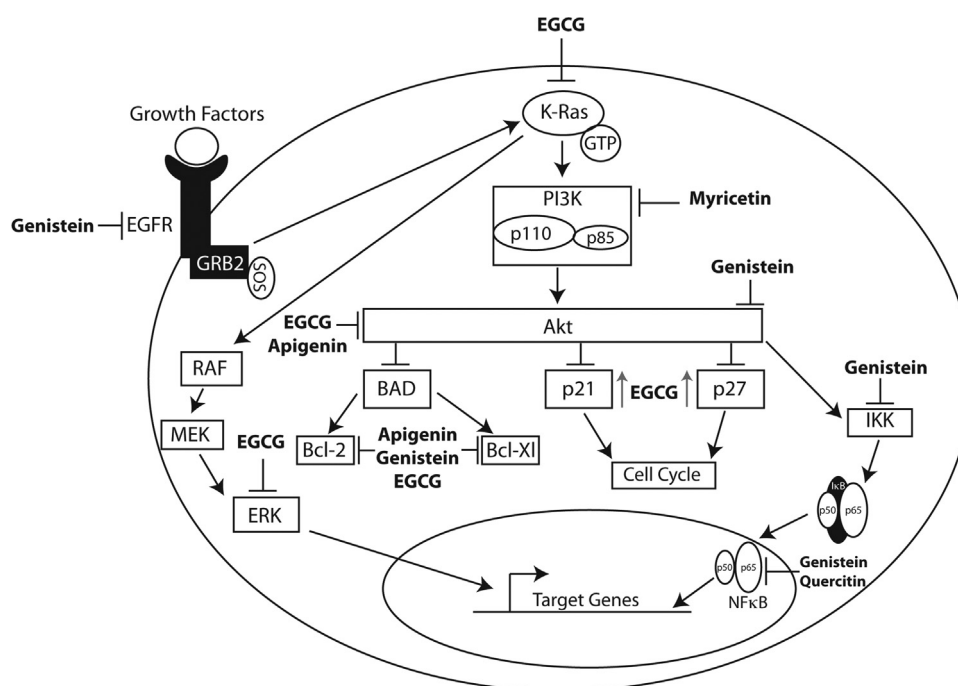 EGCG
Growth Factors
K-Ras
GTP
PI3K
Myricetin
Genistein
EGFR
p110
p85
GRB2
SOS
Genistein
EGCG
Apigenin
Akt
RAF
BAD
p21
EGCG
p27
Genistein
IKK
MEK
EGCG
Bcl-2
Apigenin
Genistein
EGCG
Bcl-Xl
Cell Cycle
IκB
p50
p65
ERK
p50
p65
Genistein
Quercitin
Target Genes
NFκB